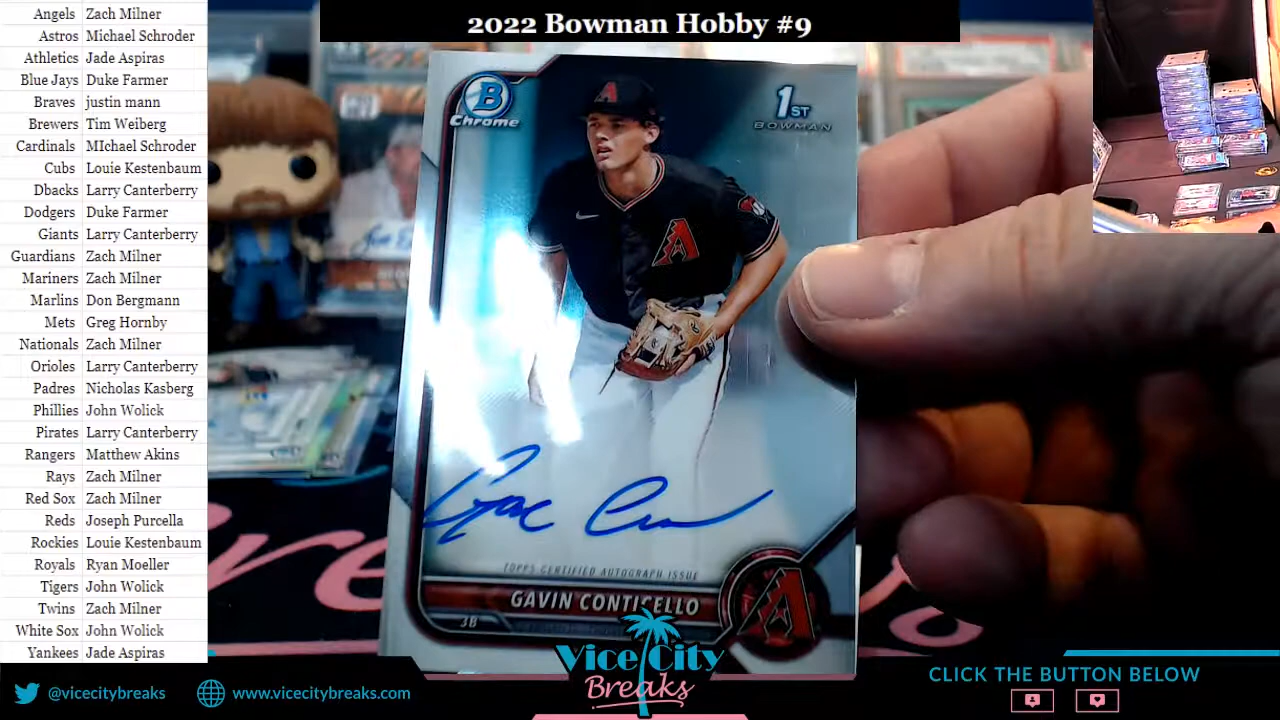 2022 Bowman Hobby #9
Angels Zach Milner
Astros Michael Schroder
Athletics Jade Aspiras
Blue Jays Duke Farmer
Braves justin mann
Brewers Tim Weiberg
Cardinals MIchael Schroder
Cubs Louie Kestenbaum
Dbacks Larry Canterberry
Dodgers Duke Farmer
Giants Larry Canterberry
Guardians Zach Milner
Mariners Zach Milner
Marlins Don Bergmann
Mets Greg Hornby
Nationals Zach Milner
Orioles Larry Canterberry
Padres Nicholas Kasberg
Phillies John Wolick
Pirates Larry Canterberry
Rangers Matthew Akins
Rays Zach Milner
Red Sox Zach Milner
Reds Joseph Purcella
Rockies Louie Kestenbaum
Royals Ryan Moeller
Tigers John Wolick
Twins Zach Milner
White Sox John Wolick
Yankees Jade Aspiras
B
Chrome
1ST
BOWMAN
A
A
TOPPS CERTIFIED AUTOGRAPH ISSUE
GAVIN CONTICELLO
3B
A
Vice City
Breaks
@vicecitybreaks
www.vicecitybreaks.com
CLICK THE BUTTON BELOW